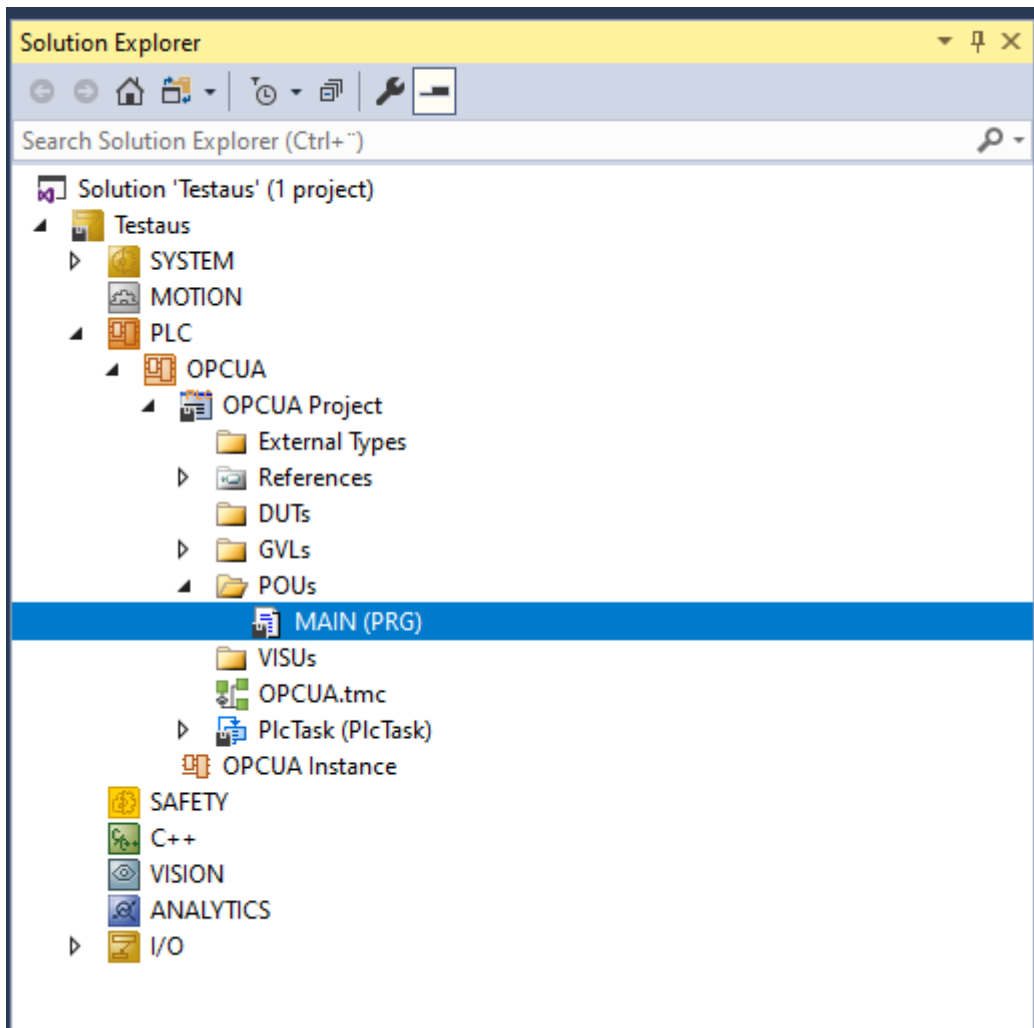 Solution Explorer
Search Solution Explorer (Ctrl+¨)
Solution 'Testaus' (1 project)
Testaus
SYSTEM
MOTION
PLC
OPCUA
OPCUA Project
External Types
References
DUTs
GVLs
POUs
MAIN (PRG)
VISUs
OPCUA.tmc
PlcTask (PlcTask)
OPCUA Instance
SAFETY
C++
VISION
ANALYTICS
I/O